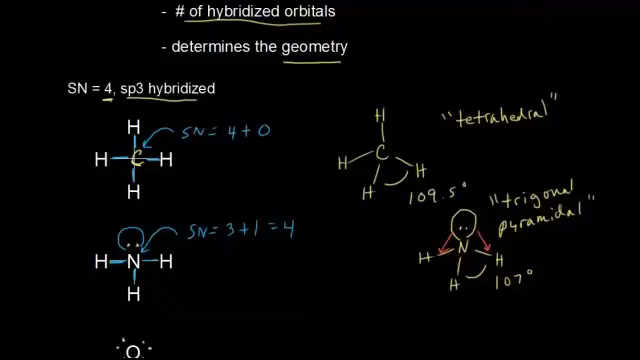 - # of hybridized orbitals
- determines the geometry
SN = 4, sp3 hybridized
H
H C H
H
SN = 4 + 0
H
H C H
H
109.5°
"tetrahedral"
H N H
H
SN = 3 + 1 = 4
"trigonal
pyramidal"
N
H H
H
107°
O